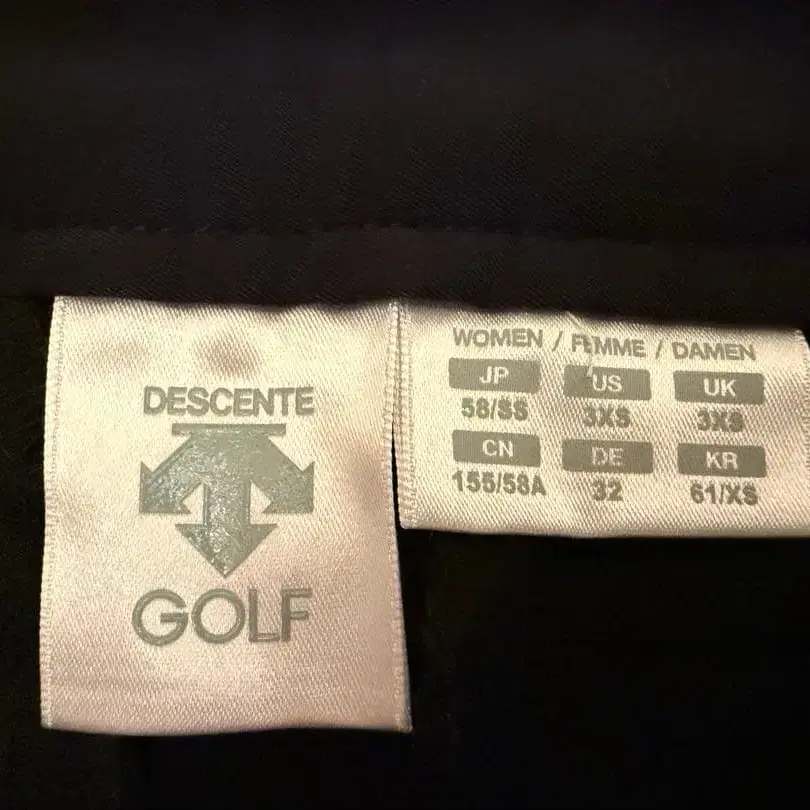 DESCENTE
GOLF
WOMEN / FEMME / DAMEN
JP US UK
58/SS 3XS 3XS
CN DE KR
155/58A 32 61/XS